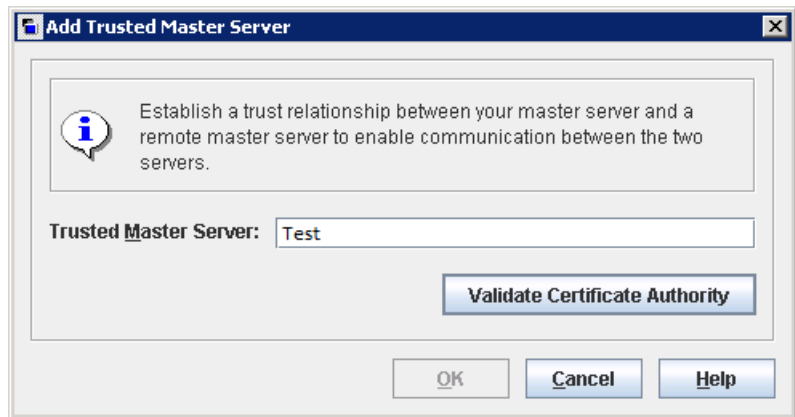 Add Trusted Master Server
Establish a trust relationship between your master server and a
remote master server to enable communication between the two
servers.
Trusted Master Server: Test
Validate Certificate Authority
OK Cancel Help